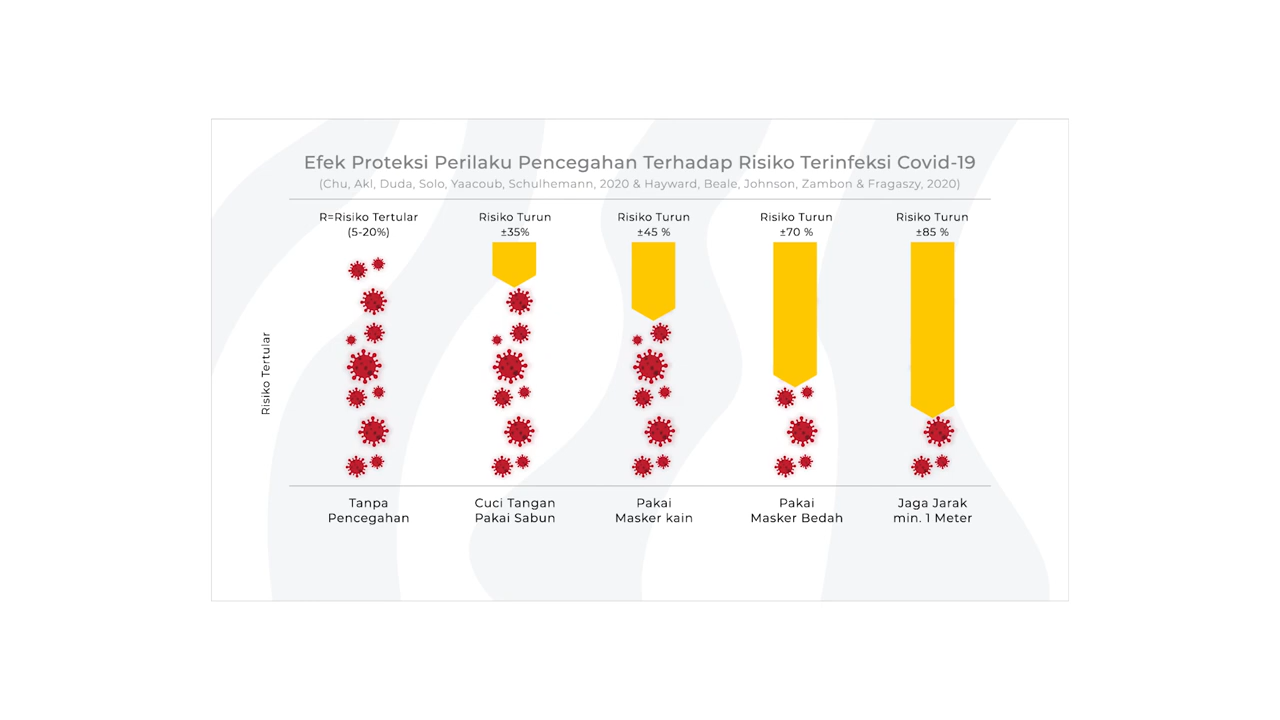 Efek Proteksi Perilaku Pencegahan Terhadap Risiko Terinfeksi Covid-19
(Chu, Akl, Duda, Solo, Yaacoub, Schulhemann, 2020 & Hayward, Beale, Johnson, Zambon & Fragaszy, 2020)
R=Risiko Tertular
(5-20%)
Risiko Turun
±35%
Risiko Turun
±45 %
Risiko Turun
±70 %
Risiko Turun
±85 %
Risiko Tertular
Tanpa
Pencegahan
Cuci Tangan
Pakai Sabun
Pakai
Masker kain
Pakai
Masker Bedah
Jaga Jarak
min. 1 Meter